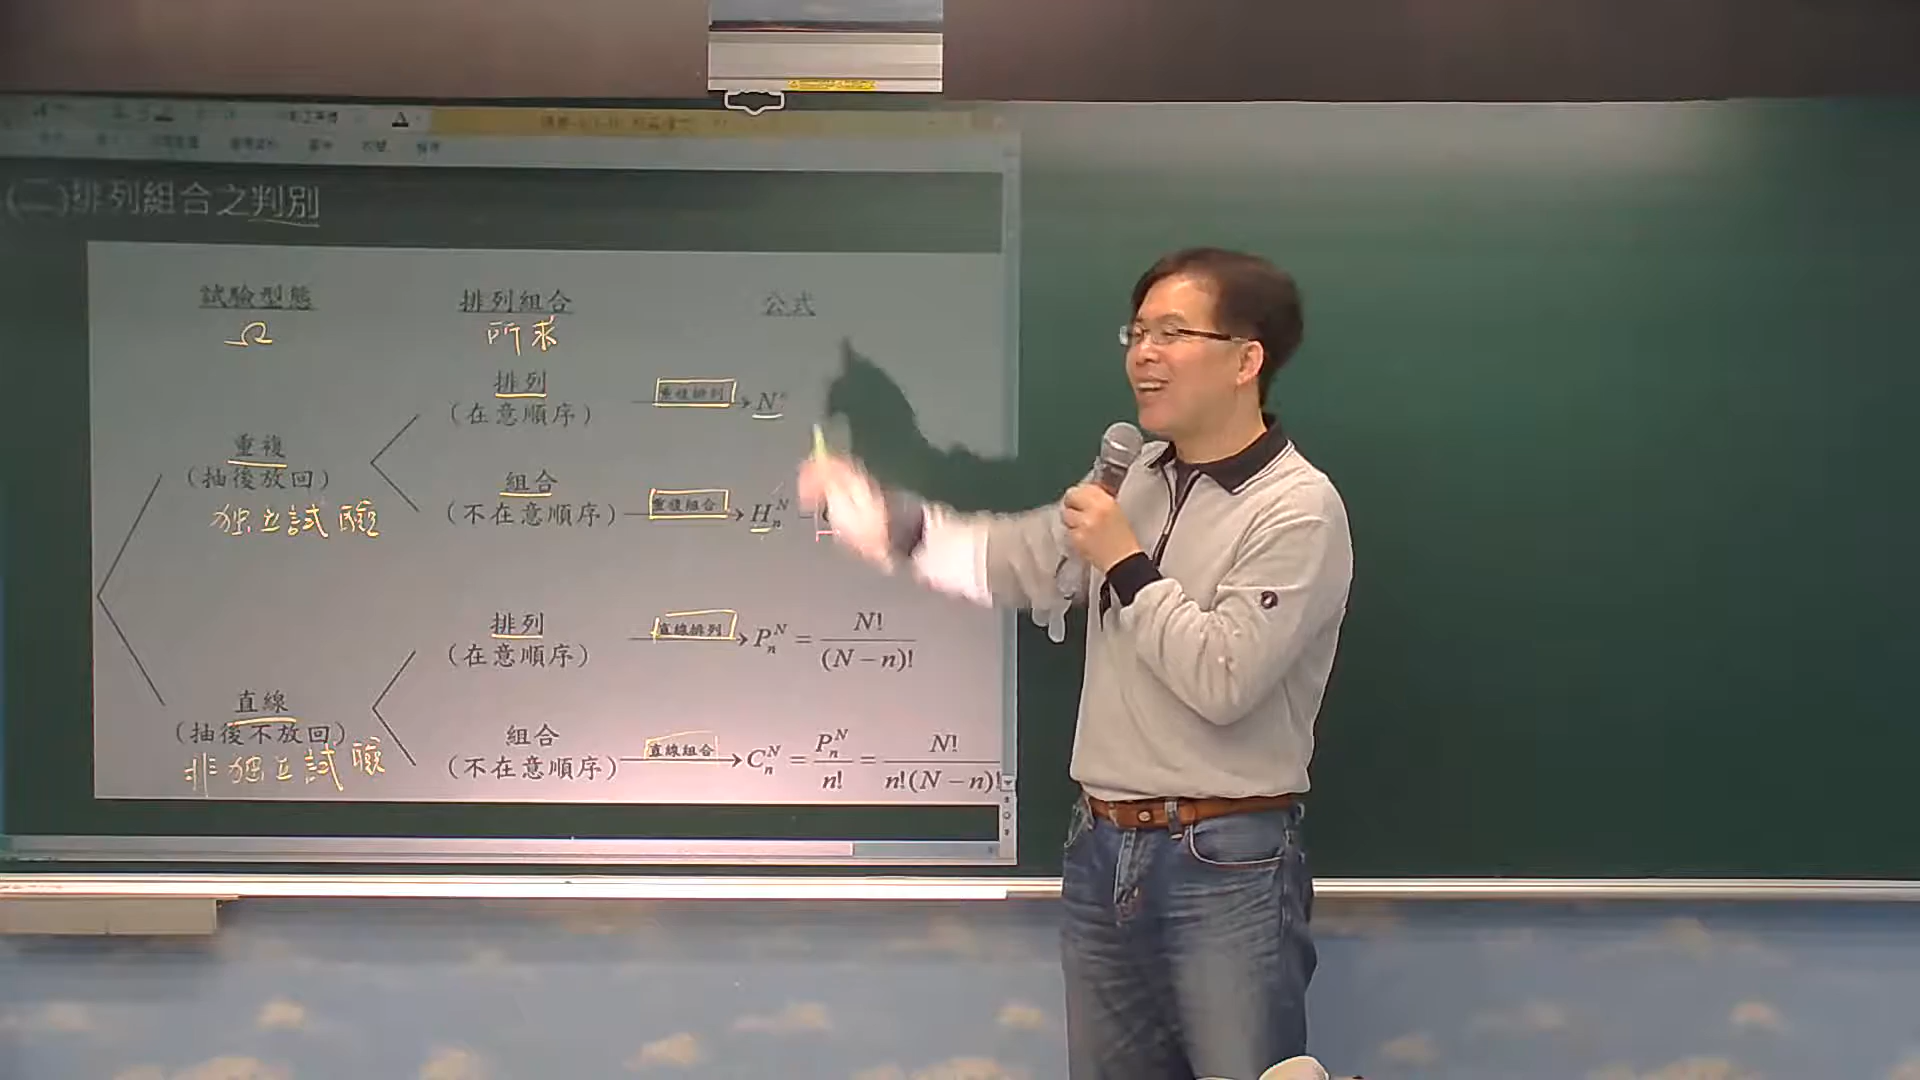 (二)排列組合之判別
試驗型態 排列組合 公式
Ω 所求
排列
(在意順序) 重複排列 N
重複
(抽後放回)
獨立試驗
組合
(不在意順序) 重複組合 H_n^N =
排列
(在意順序) 直線排列 P_n^N = N! / (N-n)!
直線
(抽後不放回)
非獨立試驗
組合
(不在意順序) 直線組合 C_n^N = P_n^N / n! = N! / n!(N-n)!